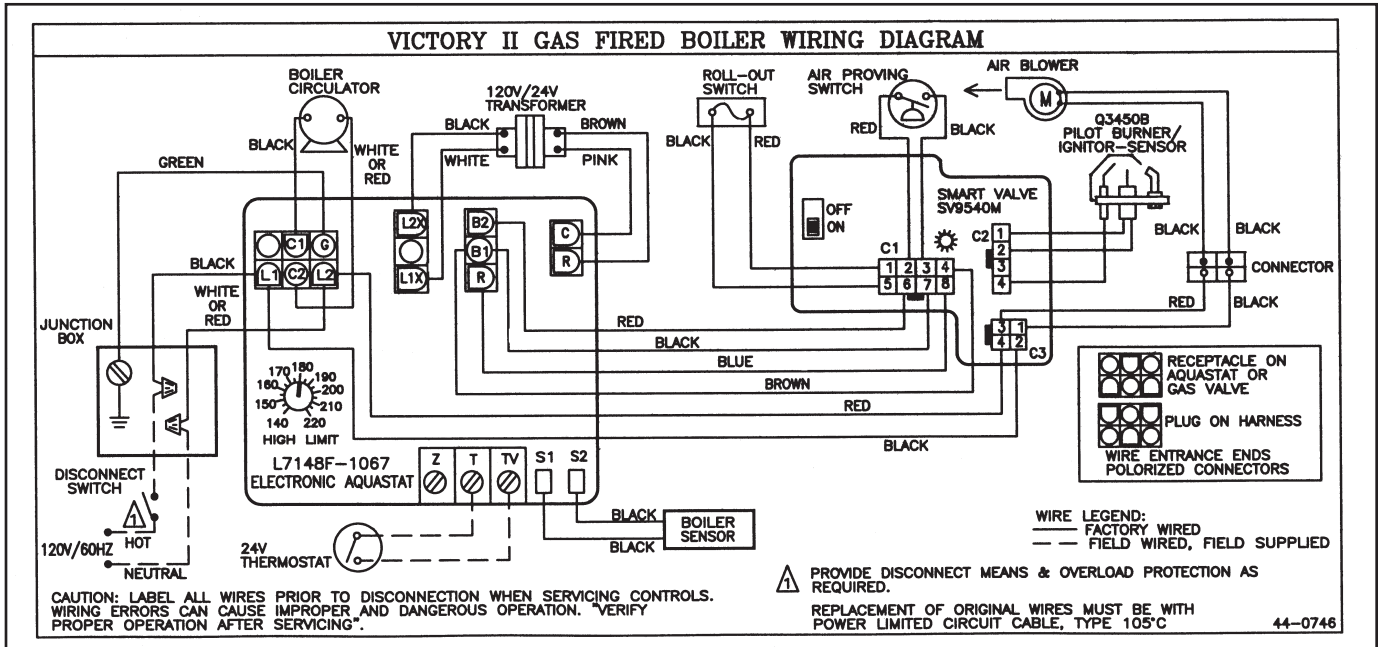 VICTORY II GAS FIRED BOILER WIRING DIAGRAM
BOILER
CIRCULATOR
120V/24V
TRANSFORMER
ROLL-OUT
SWITCH
AIR PROVING
SWITCH
AIR BLOWER
M
Q3450B
PILOT BURNER/
IGNITOR-SENSOR
BLACK
WHITE
OR
RED
BLACK
WHITE
BROWN
PINK
BLACK
RED
RED
BLACK
GREEN
SMART VALVE
SV9540M
OFF
ON
BLACK
BLACK
CONNECTOR
RED
BLACK
C1
G
L1
C2
L2
L2X
L1X
B2
B1
R
C
R
C1
1 2 3 4
5 6 7 8
C2
1
2
3
4
3 1
4 2
C3
BLACK
WHITE
OR
RED
JUNCTION
BOX
RED
BLACK
BLUE
BROWN
RED
BLACK
170 180
160 190
150 200
140 210
220
HIGH LIMIT
L7148F-1067
ELECTRONIC AQUASTAT
Z T TV S1 S2
RECEPTACLE ON
AQUASTAT OR
GAS VALVE
PLUG ON HARNESS
WIRE ENTRANCE ENDS
POLORIZED CONNECTORS
DISCONNECT
SWITCH
1
HOT
120V/60HZ
NEUTRAL
24V
THERMOSTAT
BLACK
BLACK
BOILER
SENSOR
WIRE LEGEND:
FACTORY WIRED
FIELD WIRED, FIELD SUPPLIED
1 PROVIDE DISCONNECT MEANS & OVERLOAD PROTECTION AS
REQUIRED.
CAUTION: LABEL ALL WIRES PRIOR TO DISCONNECTION WHEN SERVICING CONTROLS.
WIRING ERRORS CAN CAUSE IMPROPER AND DANGEROUS OPERATION. "VERIFY
PROPER OPERATION AFTER SERVICING".
REPLACEMENT OF ORIGINAL WIRES MUST BE WITH
POWER LIMITED CIRCUIT CABLE, TYPE 105°C
44-0746